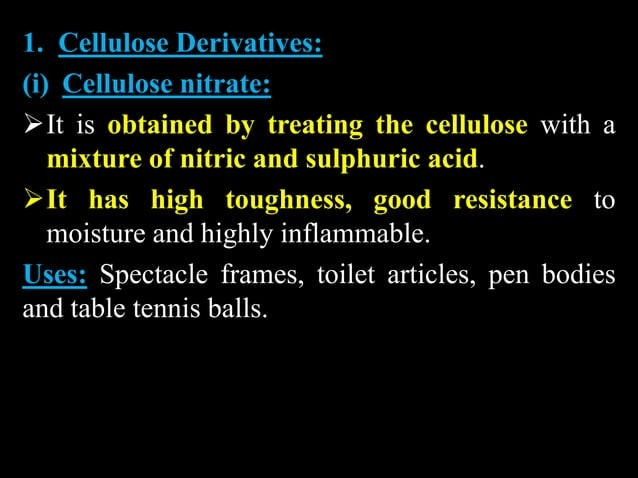 1. Cellulose Derivatives:
(i) Cellulose nitrate:
➢It is obtained by treating the cellulose with a
mixture of nitric and sulphuric acid.
➢It has high toughness, good resistance to
moisture and highly inflammable.
Uses: Spectacle frames, toilet articles, pen bodies
and table tennis balls.